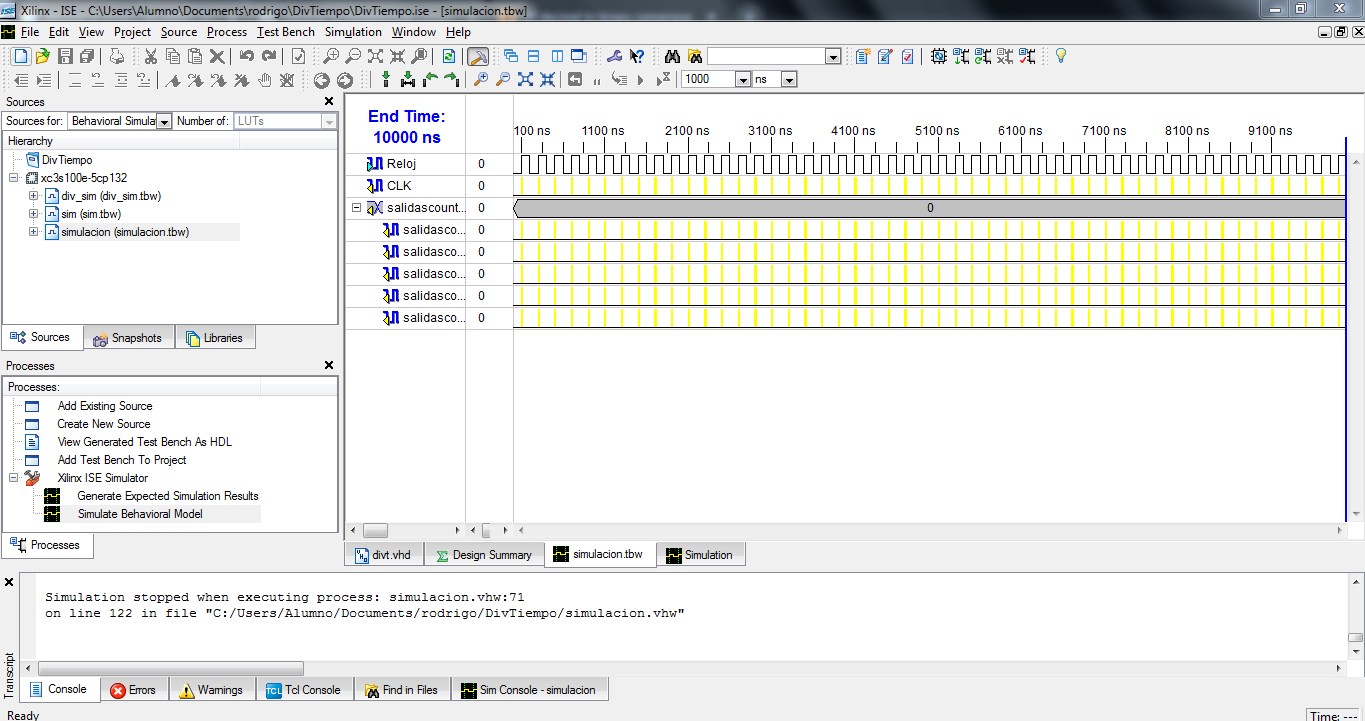 Xilinx - ISE - C:\Users\Alumno\Documents\rodrigo\DivTiempo\DivTiempo.ise - [simulacion.tbw]
File Edit View Project Source Process Test Bench Simulation Window Help
1000 ns
Sources
Sources for: Behavioral Simula Number of: LUTs
Hierarchy
DivTiempo
xc3s100e-5cp132
div_sim (div_sim.tbw)
sim (sim.tbw)
simulacion (simulacion.tbw)
Sources Snapshots Libraries
Processes
Processes:
Add Existing Source
Create New Source
View Generated Test Bench As HDL
Add Test Bench To Project
Xilinx ISE Simulator
Generate Expected Simulation Results
Simulate Behavioral Model
Processes
End Time:
10000 ns
100 ns 1100 ns 2100 ns 3100 ns 4100 ns 5100 ns 6100 ns 7100 ns 8100 ns 9100 ns
Reloj 0
CLK 0
salidascount... 0 0
salidasco... 0
salidasco... 0
salidasco... 0
salidasco... 0
salidasco... 0
divt.vhd Design Summary simulacion.tbw Simulation
Simulation stopped when executing process: simulacion.vhw:71
on line 122 in file "C:/Users/Alumno/Documents/rodrigo/DivTiempo/simulacion.vhw"
Transcript
Console Errors Warnings Tcl Console Find in Files Sim Console - simulacion
Ready Time: ---